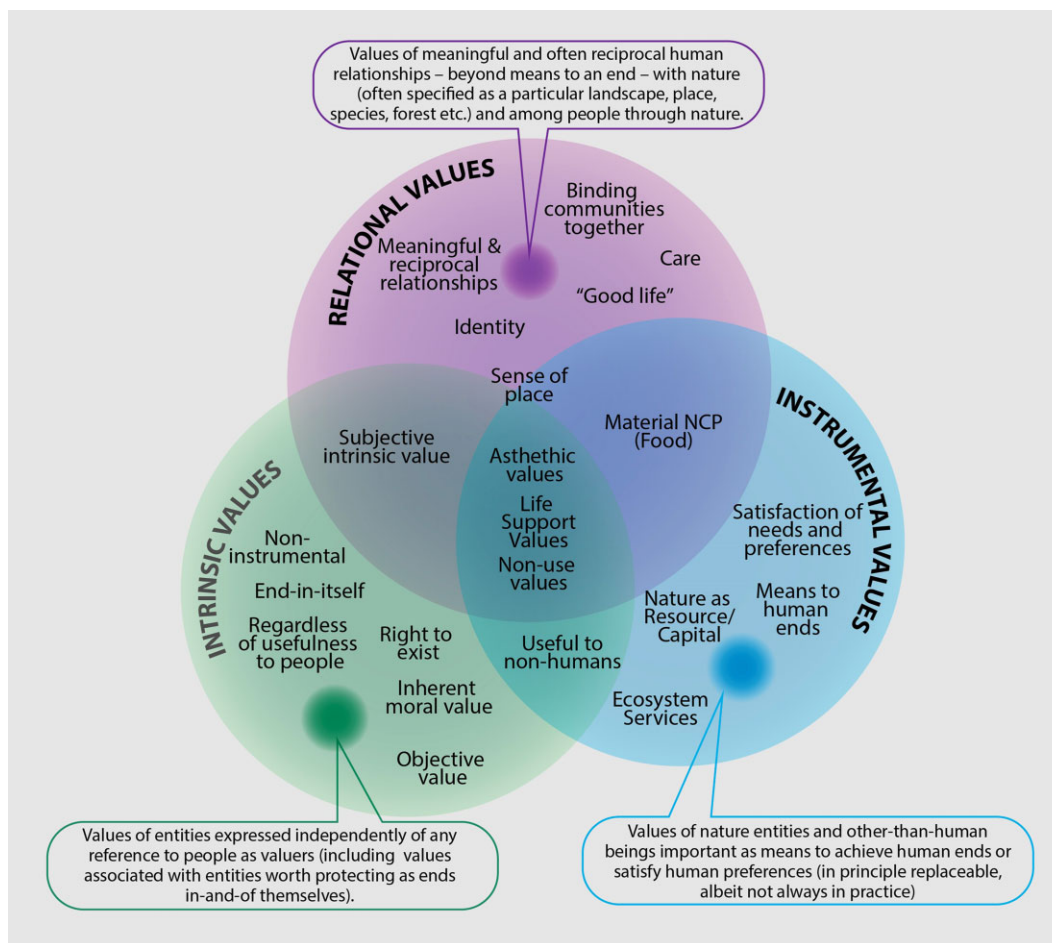 Values of meaningful and often reciprocal human
relationships – beyond means to an end – with nature
(often specified as a particular landscape, place,
species, forest etc.) and among people through nature.
RELATIONAL VALUES
Binding
communities
together
Meaningful &
reciprocal
relationships
Care
“Good life”
Identity
Sense of
place
Material NCP
(Food)
INSTRUMENTAL VALUES
Subjective
intrinsic value
Asthethic
values
Life
Support
Values
Non-use
values
INTRINSIC VALUES
Non-
instrumental
End-in-itself
Regardless
of usefulness
to people
Right to
exist
Inherent
moral value
Objective
value
Useful to
non-humans
Satisfaction of
needs and
preferences
Nature as
Resource/
Capital
Means to
human
ends
Ecosystem
Services
Values of entities expressed independently of any
reference to people as valuers (including values
associated with entities worth protecting as ends
in-and-of themselves).
Values of nature entities and other-than-human
beings important as means to achieve human ends or
satisfy human preferences (in principle replaceable,
albeit not always in practice)